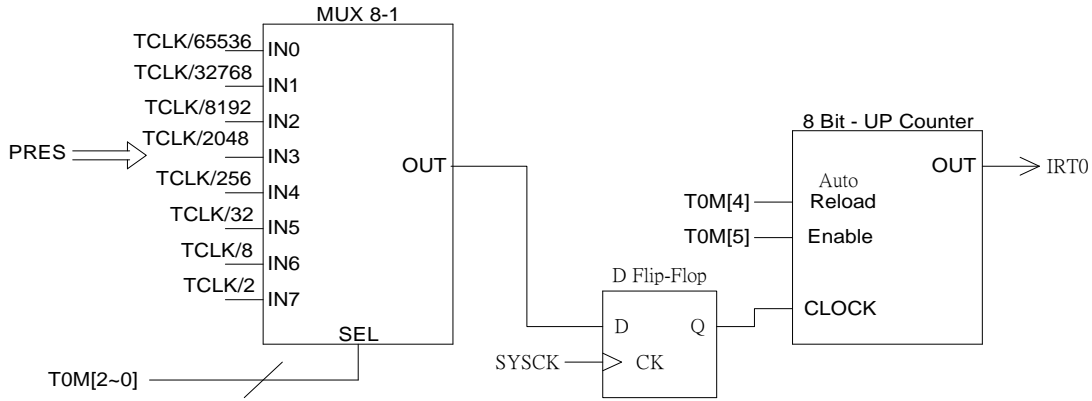 MUX 8-1
TCLK/65536
IN0
TCLK/32768
IN1
TCLK/8192
IN2
TCLK/2048
IN3
PRES
TCLK/256
IN4
TCLK/32
IN5
TCLK/8
IN6
TCLK/2
IN7
OUT
SEL
T0M[2~0]
D Flip-Flop
D
Q
SYSCK
CK
8 Bit - UP Counter
OUT
IRT0
Auto
T0M[4]
Reload
T0M[5]
Enable
CLOCK